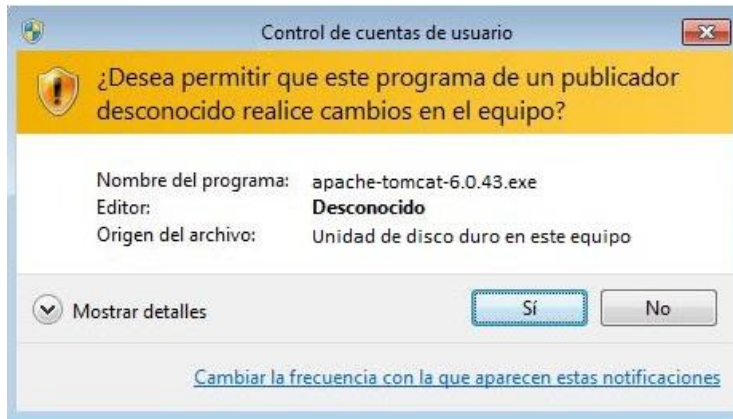 Control de cuentas de usuario
¿Desea permitir que este programa de un publicador
desconocido realice cambios en el equipo?
Nombre del programa: apache-tomcat-6.0.43.exe
Editor: Desconocido
Origen del archivo: Unidad de disco duro en este equipo
Mostrar detalles Sí No
Cambiar la frecuencia con la que aparecen estas notificaciones